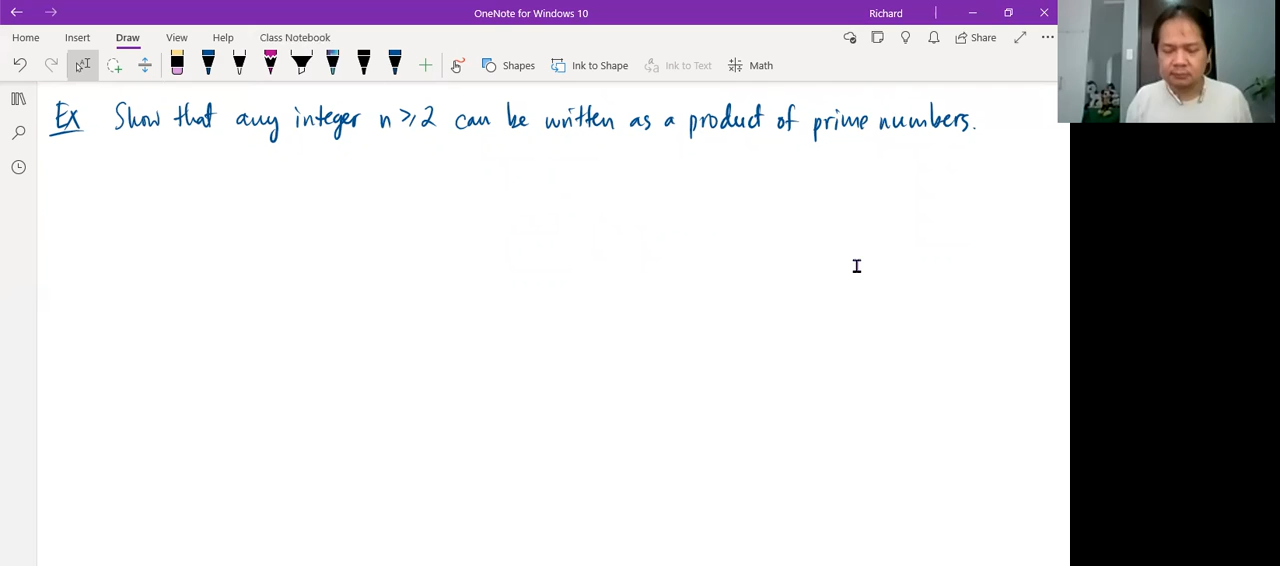 OneNote for Windows 10
Richard
Home Insert Draw View Help Class Notebook
Share
Shapes Ink to Shape Ink to Text Math
Ex Show that any integer n ≥ 2 can be written as a product of prime numbers.